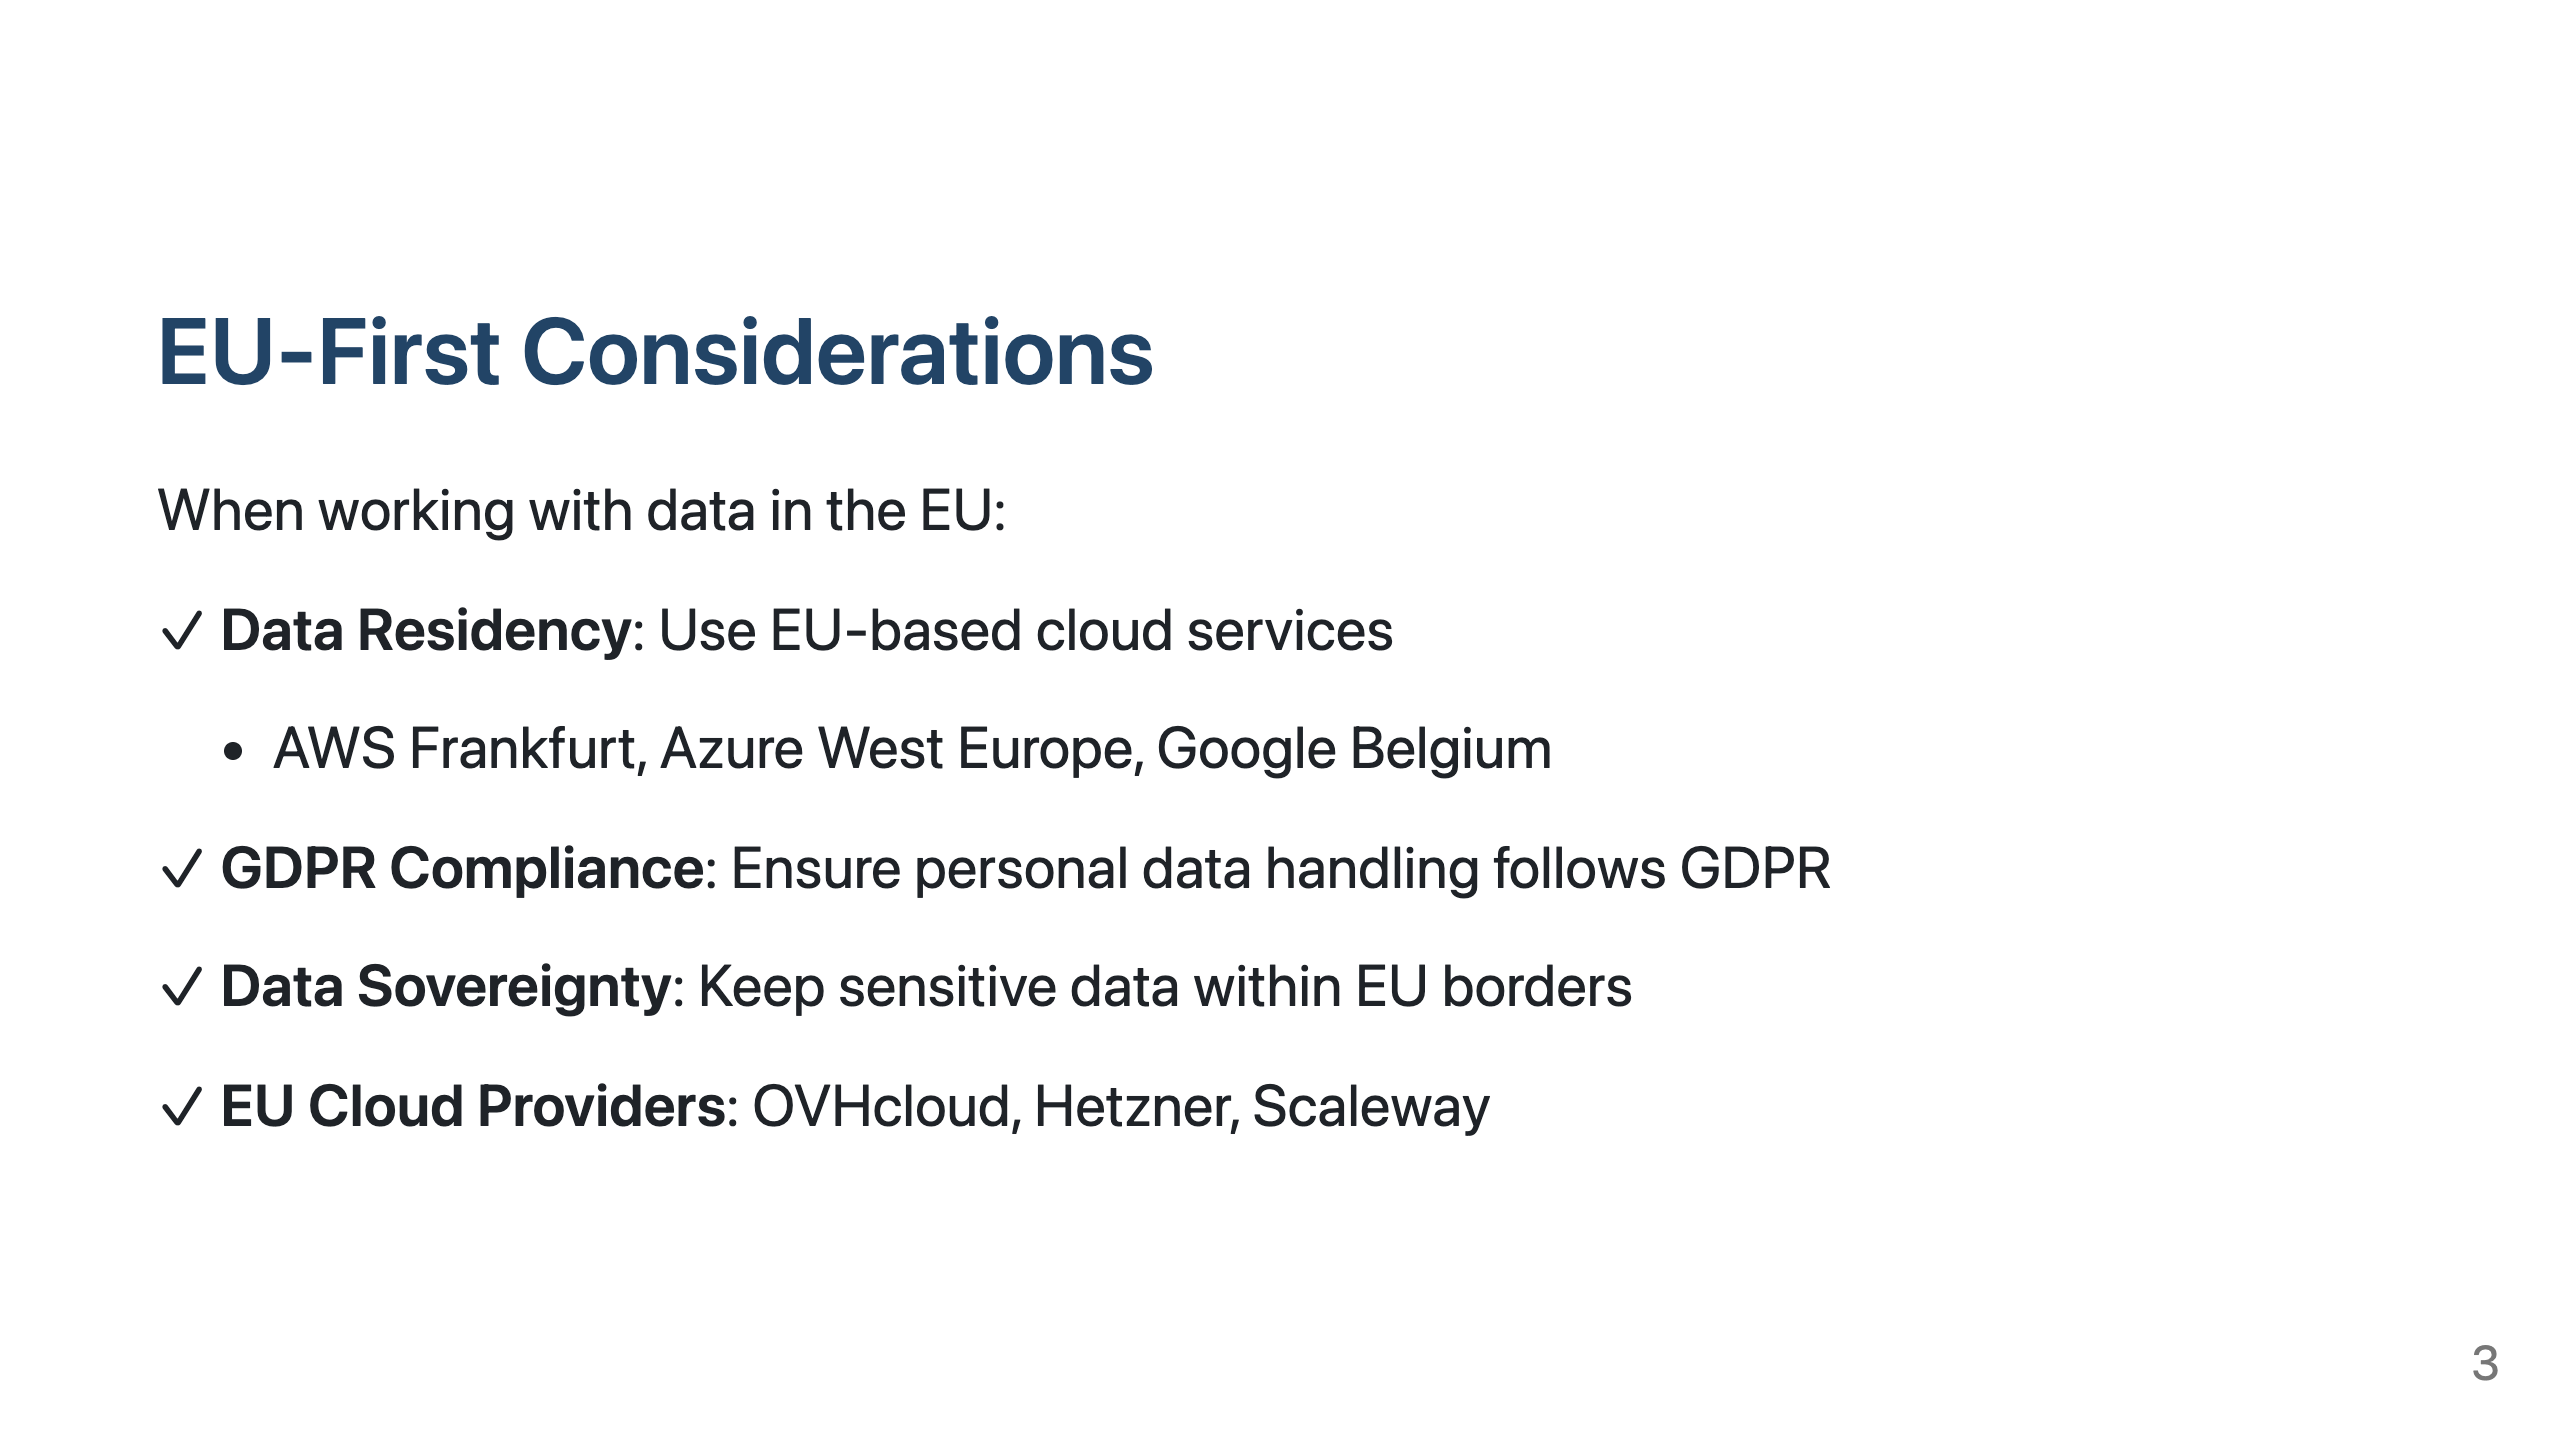 EU-First Considerations
When working with data in the EU:
✓ Data Residency: Use EU-based cloud services
• AWS Frankfurt, Azure West Europe, Google Belgium
✓ GDPR Compliance: Ensure personal data handling follows GDPR
✓ Data Sovereignty: Keep sensitive data within EU borders
✓ EU Cloud Providers: OVHcloud, Hetzner, Scaleway
3